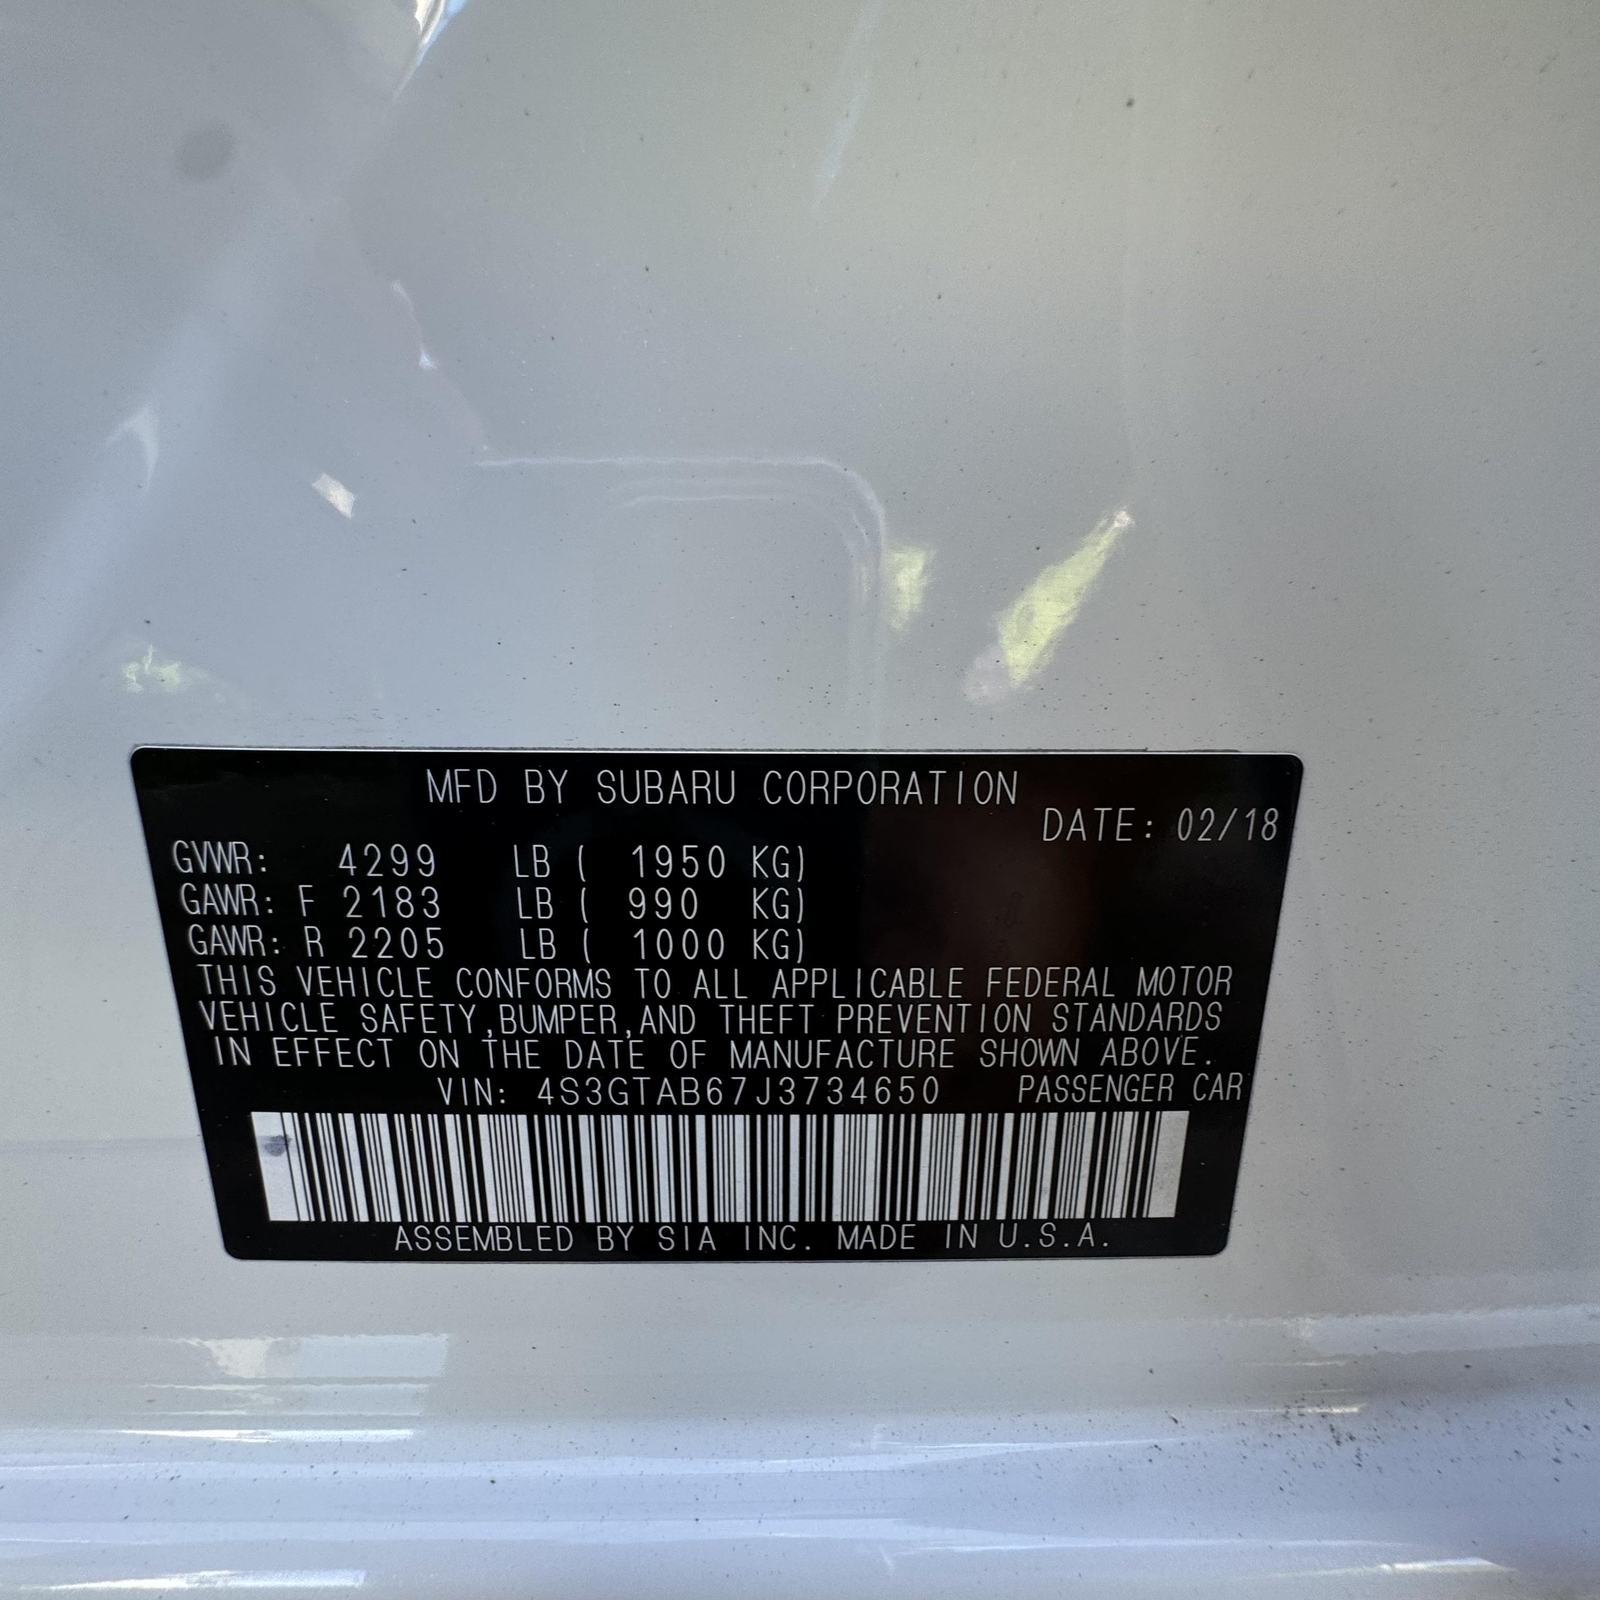 MFD BY SUBARU CORPORATION
DATE: 02/18
GVWR: 4299 LB ( 1950 KG)
GAWR: F 2183 LB ( 990 KG)
GAWR: R 2205 LB ( 1000 KG)
THIS VEHICLE CONFORMS TO ALL APPLICABLE FEDERAL MOTOR
VEHICLE SAFETY,BUMPER,AND THEFT PREVENTION STANDARDS
IN EFFECT ON THE DATE OF MANUFACTURE SHOWN ABOVE.
VIN: 4S3GTAB67J3734650 PASSENGER CAR
ASSEMBLED BY SIA INC. MADE IN U.S.A.